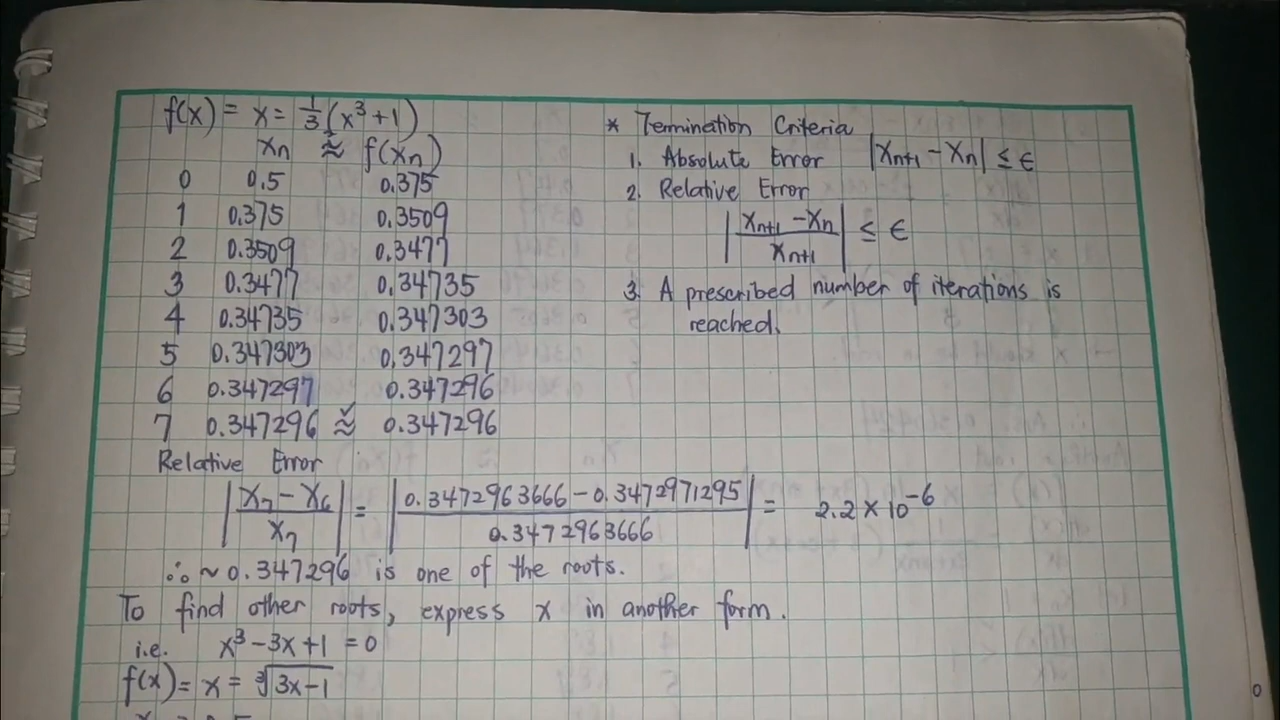 f(x) = x = 1/3 (x³ + 1)
xn ≈ f(xn)
0 0.5 0.375
1 0.375 0.3509
2 0.3509 0.3477
3 0.3477 0.34735
4 0.34735 0.347303
5 0.347303 0.347297
6 0.347297 0.347296
7 0.347296 ≈ 0.347296
Relative Error
|(x7 - x6)/x7| = |(0.3472963666 - 0.3472971295)/0.3472963666| = 2.2 × 10⁻⁶
∴ ~ 0.347296 is one of the roots.
To find other roots, express x in another form.
i.e. x³ - 3x + 1 = 0
f(x) = x = ∛(3x-1)
* Termination Criteria
1. Absolute Error |xn+1 - xn| ≤ ϵ
2. Relative Error
|(xn+1 - xn)/xn+1| ≤ ϵ
3. A prescribed number of iterations is
reached.